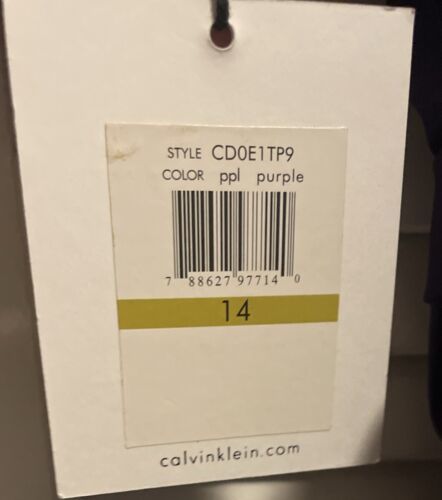 STYLE CD0E1TP9
COLOR ppl purple
7 88627 97714 0
14
calvinklein.com